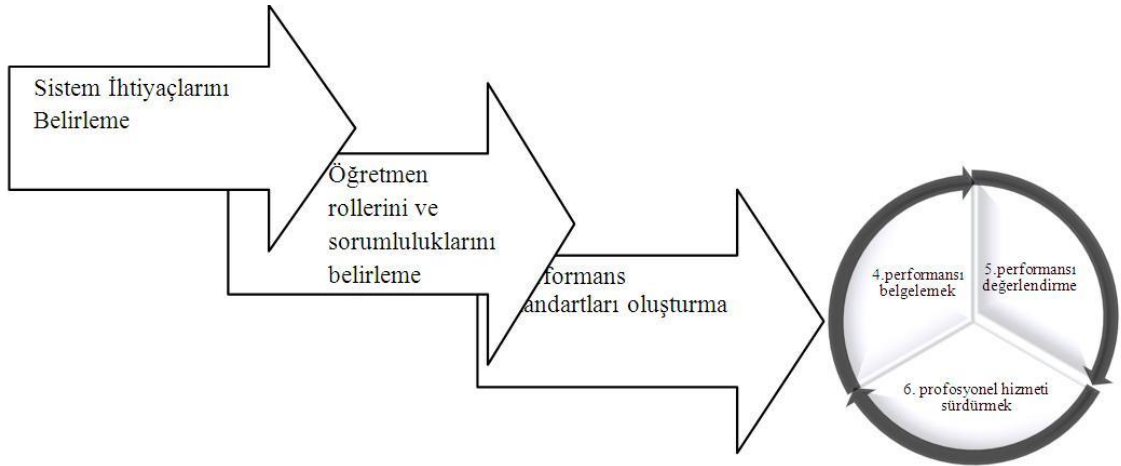 Sistem İhtiyaçlarını
Belirleme
Öğretmen
rollerini ve
sorumluluklarını
belirleme
formans
andartları oluşturma
4.performansı
belgelemek
5.performansı
değerlendirme
6. profosyonel hizmeti
sürdürmek